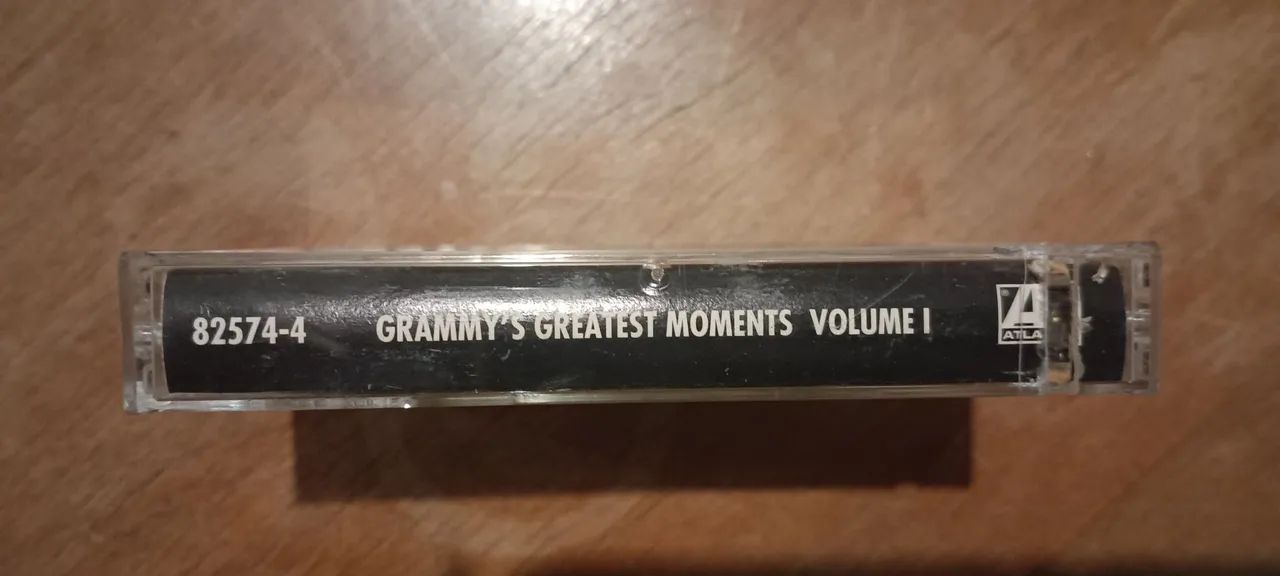 82574-4 GRAMMY'S GREATEST MOMENTS VOLUME I
A
ATLA